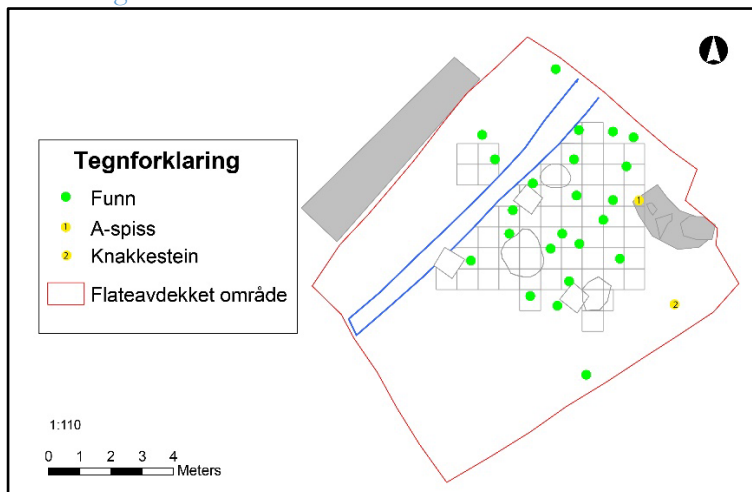 Tegnforklaring
Funn
1 A-spiss
2 Knakkestein
Flateavdekket område
1:110
0 1 2 3 4
Meters
1
2